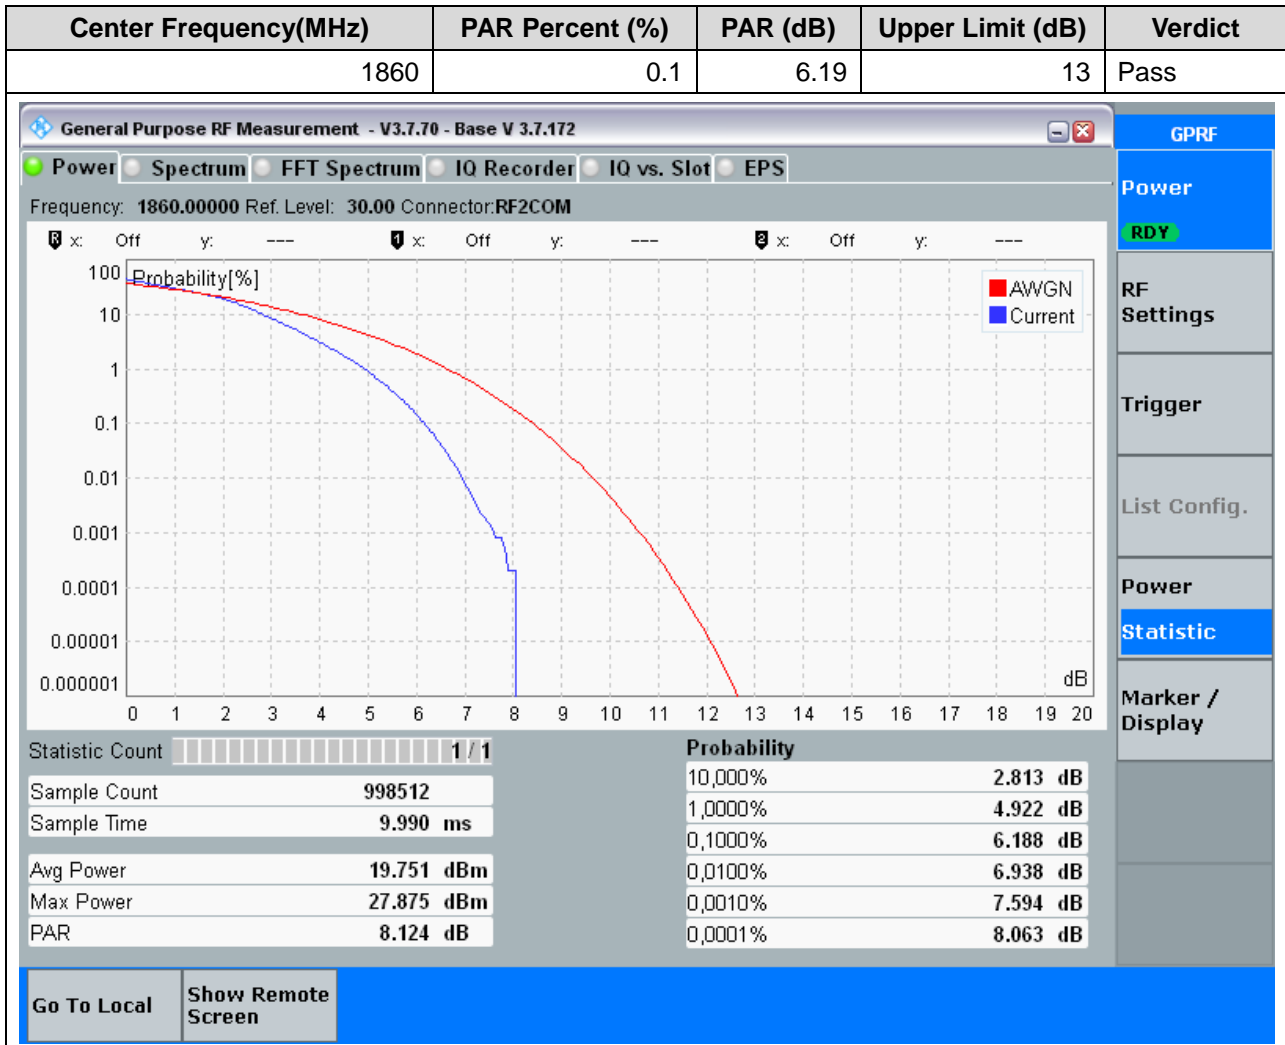 Center Frequency(MHz) PAR Percent (%) PAR (dB) Upper Limit (dB) Verdict
1860 0.1 6.19 13 Pass
General Purpose RF Measurement - V3.7.70 - Base V 3.7.172
GPRF
Power Spectrum FFT Spectrum IQ Recorder IQ vs. Slot EPS
Power
RDY
Frequency: 1860.00000 Ref. Level: 30.00 Connector:RF2COM
R x: Off y: --- 1 x: Off y: --- 2 x: Off y: ---
Probability[%]
AWGN
Current
100
10
1
0.1
0.01
0.001
0.0001
0.00001
0.000001
dB
0 1 2 3 4 5 6 7 8 9 10 11 12 13 14 15 16 17 18 19 20
RF
Settings
Trigger
List Config.
Power
Statistic
Marker /
Display
Statistic Count 1 / 1
Sample Count 998512
Sample Time 9.990 ms
Avg Power 19.751 dBm
Max Power 27.875 dBm
PAR 8.124 dB
Probability
10,000% 2.813 dB
1,0000% 4.922 dB
0,1000% 6.188 dB
0,0100% 6.938 dB
0,0010% 7.594 dB
0,0001% 8.063 dB
Go To Local
Show Remote
Screen